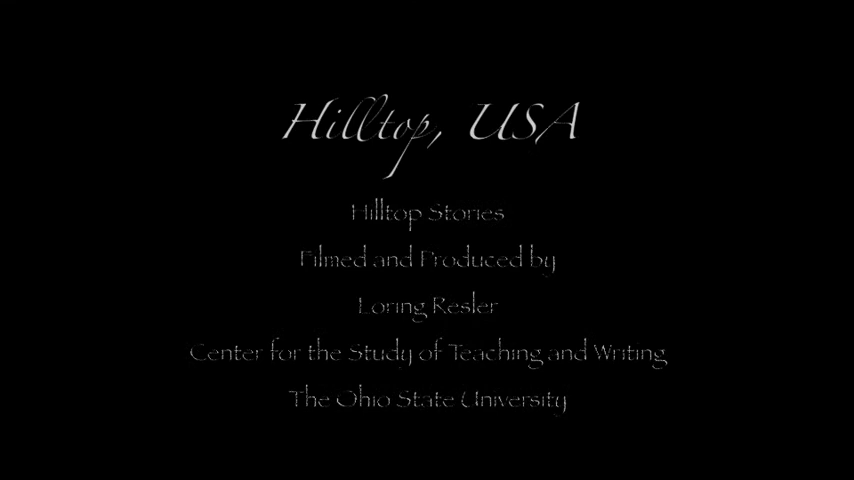 Hilltop, USA
Hilltop Stories
Filmed and Produced by
Loring Resler
Center for the Study of Teaching and Writing
The Ohio State University